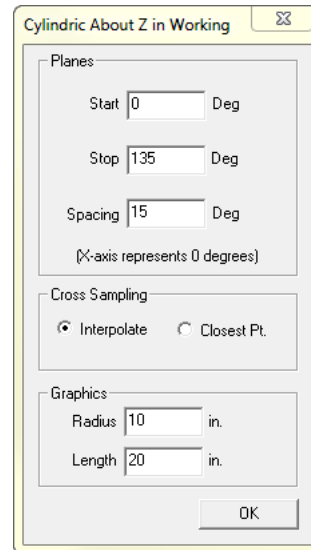 Cylindric About Z in Working
Planes
Start 0 Deg
Stop 135 Deg
Spacing 15 Deg
(X-axis represents 0 degrees)
Cross Sampling
Interpolate Closest Pt.
Graphics
Radius 10 in.
Length 20 in.
OK